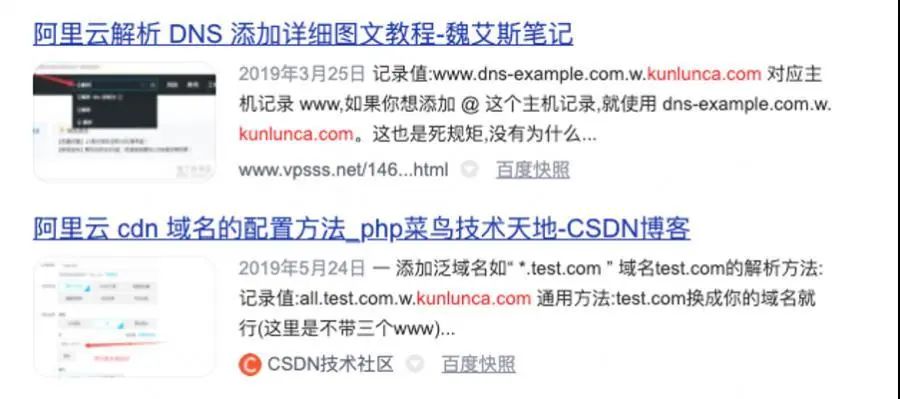 阿里云解析 DNS 添加详细图文教程-魏艾斯笔记
2019年3月25日 记录值:www.dns-example.com.w.kunlunca.com 对应主
机记录 www,如果你想添加 @ 这个主机记录,就使用 dns-example.com.w.
kunlunca.com。这也是死规矩,没有为什么...
www.vpsss.net/146...html 百度快照
阿里云 cdn 域名的配置方法_php菜鸟技术天地-CSDN博客
2019年5月24日 一 添加泛域名如“ *.test.com ” 域名test.com的解析方法:
记录值:all.test.com.w.kunlunca.com 通用方法:test.com换成你的域名就
行(这里是不带三个www)...
CSDN技术社区 百度快照